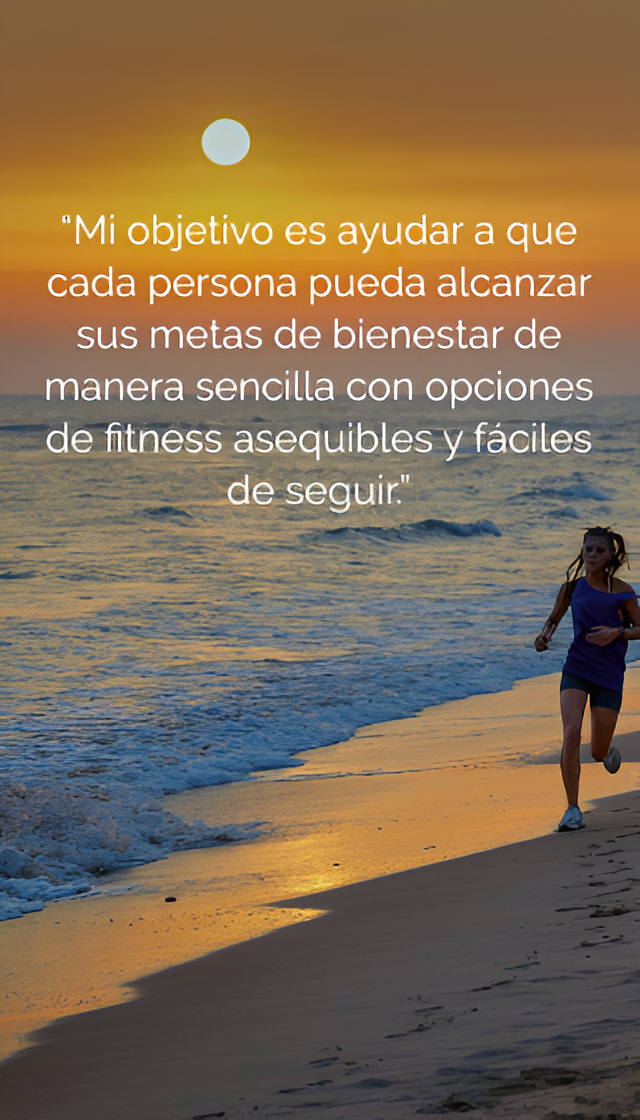 “Mi objetivo es ayudar a que
cada persona pueda alcanzar
sus metas de bienestar de
manera sencilla con opciones
de fitness asequibles y fáciles
de seguir.”